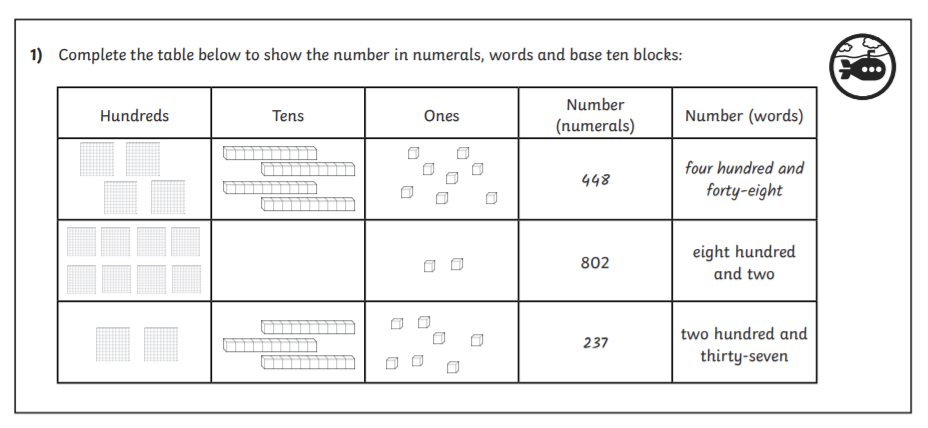 1) Complete the table below to show the number in numerals, words and base ten blocks:
Hundreds
Tens
Ones
Number
(numerals)
Number (words)
448
four hundred and
forty-eight
802
eight hundred
and two
237
two hundred and
thirty-seven